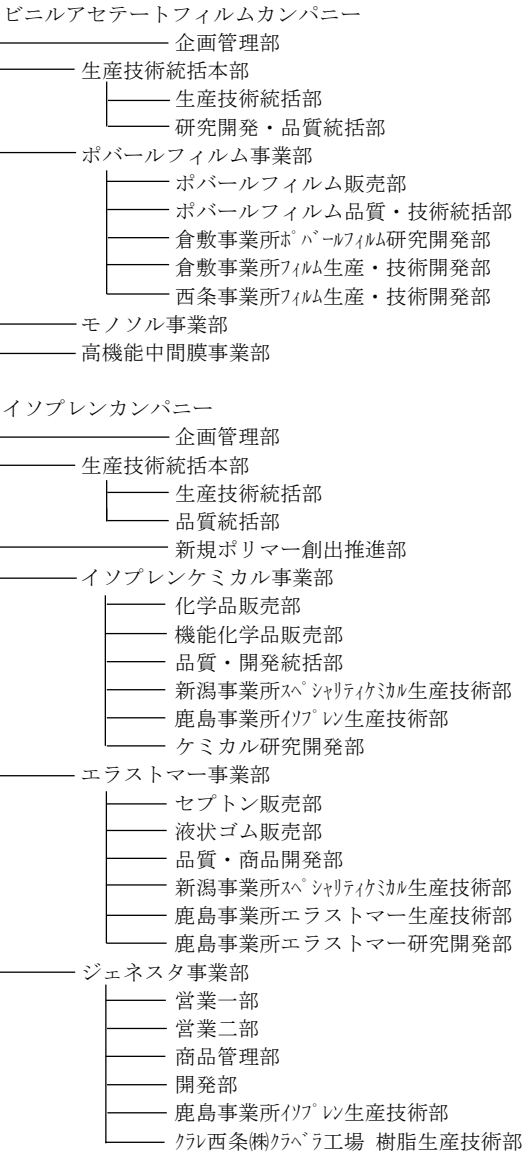 ビニルアセテートフィルムカンパニー
企画管理部
生産技術統括本部
生産技術統括部
研究開発・品質統括部
ポバールフィルム事業部
ポバールフィルム販売部
ポバールフィルム品質・技術統括部
倉敷事業所ﾎﾟﾊﾞｰﾙﾌｨﾙﾑ研究開発部
倉敷事業所ﾌｨﾙﾑ生産・技術開発部
西条事業所ﾌｨﾙﾑ生産・技術開発部
モノソル事業部
高機能中間膜事業部
イソプレンカンパニー
企画管理部
生産技術統括本部
生産技術統括部
品質統括部
新規ポリマー創出推進部
イソプレンケミカル事業部
化学品販売部
機能化学品販売部
品質・開発統括部
新潟事業所ｽﾍﾟｼｬﾘﾃｨｹﾐｶﾙ生産技術部
鹿島事業所ｲｿﾌﾟﾚﾝ生産技術部
ケミカル研究開発部
エラストマー事業部
セプトン販売部
液状ゴム販売部
品質・商品開発部
新潟事業所ｽﾍﾟｼｬﾘﾃｨｹﾐｶﾙ生産技術部
鹿島事業所エラストマー生産技術部
鹿島事業所エラストマー研究開発部
ジェネスタ事業部
営業一部
営業二部
商品管理部
開発部
鹿島事業所ｲｿﾌﾟﾚﾝ生産技術部
ｸﾗﾚ西条㈱ｸﾗﾍﾞﾗ工場 樹脂生産技術部